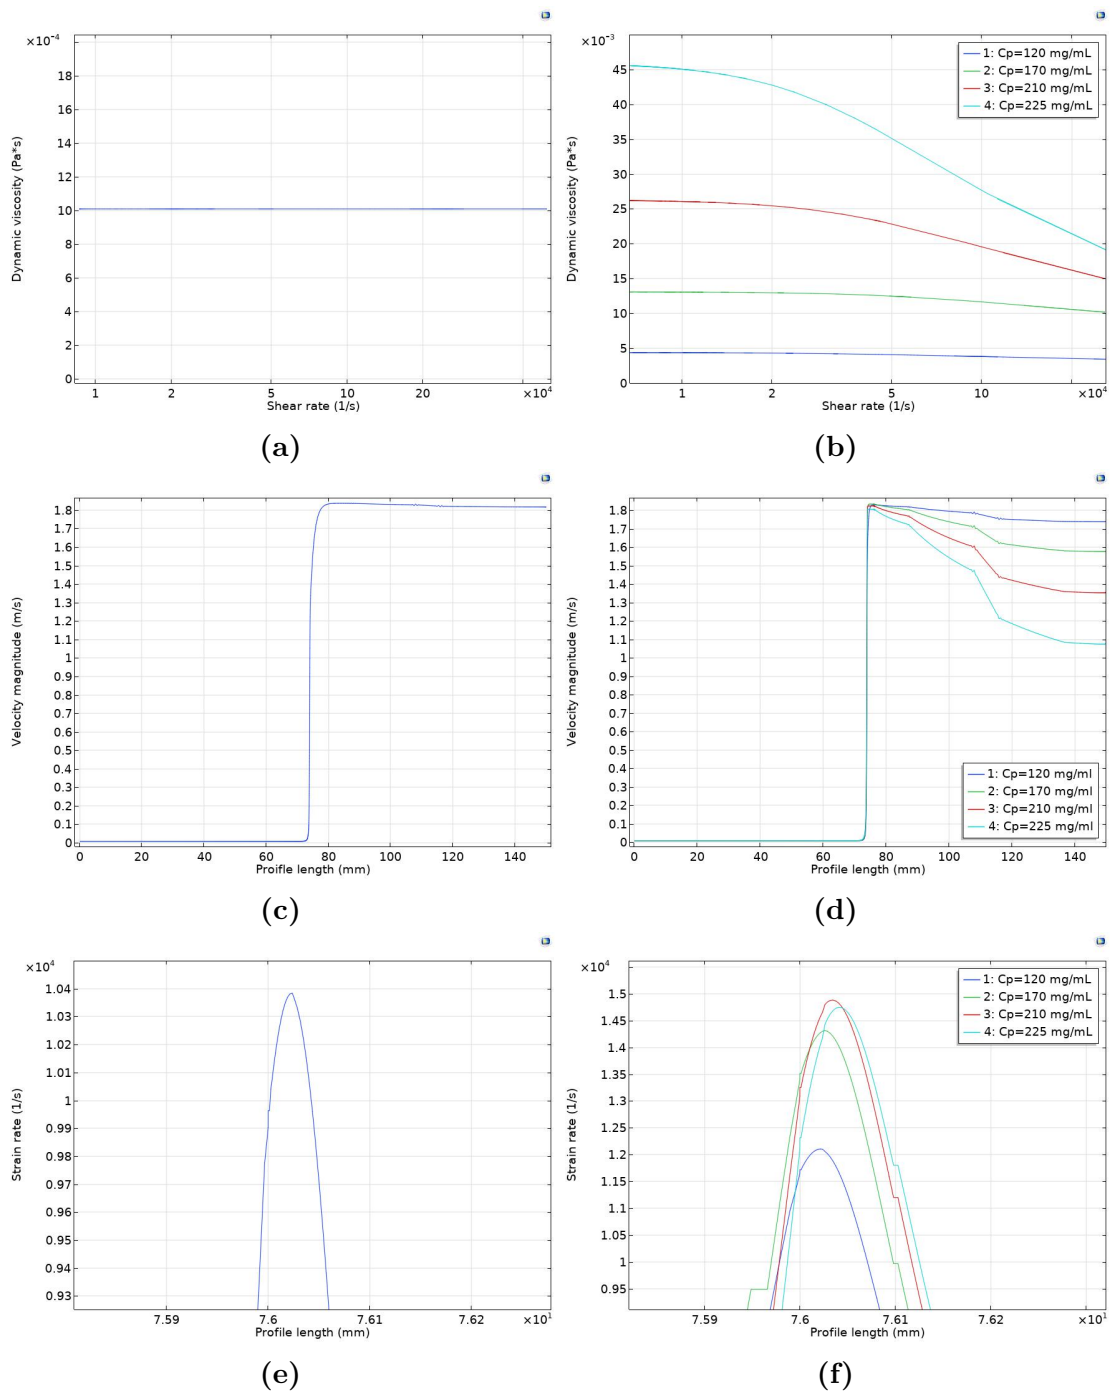 ×10⁻⁴
18
16
14
12
10
8
6
4
2
0
Dynamic viscosity (Pa*s)
1 2 5 10 20 ×10⁴
Shear rate (1/s)
(a)
×10⁻³
45
40
35
30
25
20
15
10
5
0
Dynamic viscosity (Pa*s)
1: Cp=120 mg/mL
2: Cp=170 mg/mL
3: Cp=210 mg/mL
4: Cp=225 mg/mL
1 2 5 10 ×10⁴
Shear rate (1/s)
(b)
1.8
1.7
1.6
1.5
1.4
1.3
1.2
1.1
1
0.9
0.8
0.7
0.6
0.5
0.4
0.3
0.2
0.1
0
Velocity magnitude (m/s)
0 20 40 60 80 100 120 140
Profile length (mm)
(c)
1.8
1.7
1.6
1.5
1.4
1.3
1.2
1.1
1
0.9
0.8
0.7
0.6
0.5
0.4
0.3
0.2
0.1
0
Velocity magnitude (m/s)
1: Cp=120 mg/ml
2: Cp=170 mg/ml
3: Cp=210 mg/ml
4: Cp=225 mg/ml
0 20 40 60 80 100 120 140
Profile length (mm)
(d)
×10⁴
1.04
1.03
1.02
1.01
1
0.99
0.98
0.97
0.96
0.95
0.94
0.93
Strain rate (1/s)
7.59 7.6 7.61 7.62 ×10¹
Profile length (mm)
(e)
×10⁴
1.5
1.45
1.4
1.35
1.3
1.25
1.2
1.15
1.1
1.05
1
0.95
Strain rate (1/s)
1: Cp=120 mg/mL
2: Cp=170 mg/mL
3: Cp=210 mg/mL
4: Cp=225 mg/mL
7.59 7.6 7.61 7.62 ×10¹
Profile length (mm)
(f)